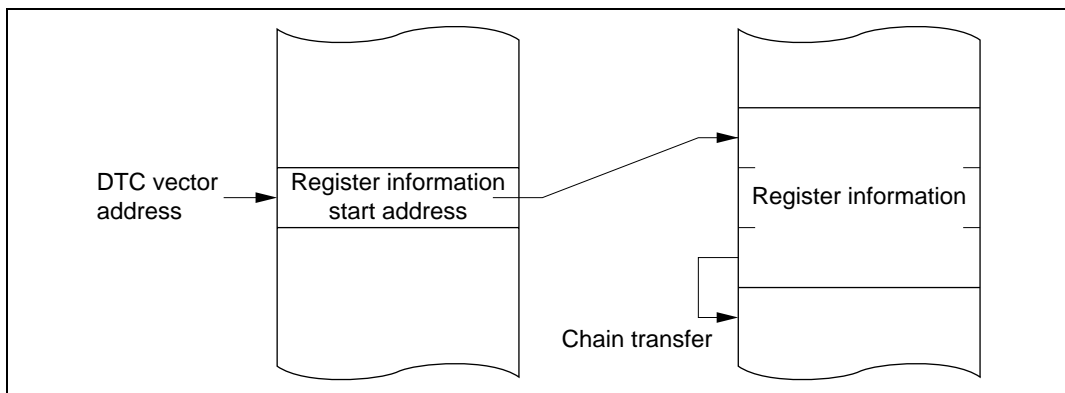 DTC vector
address
Register information
start address
Register information
Chain transfer